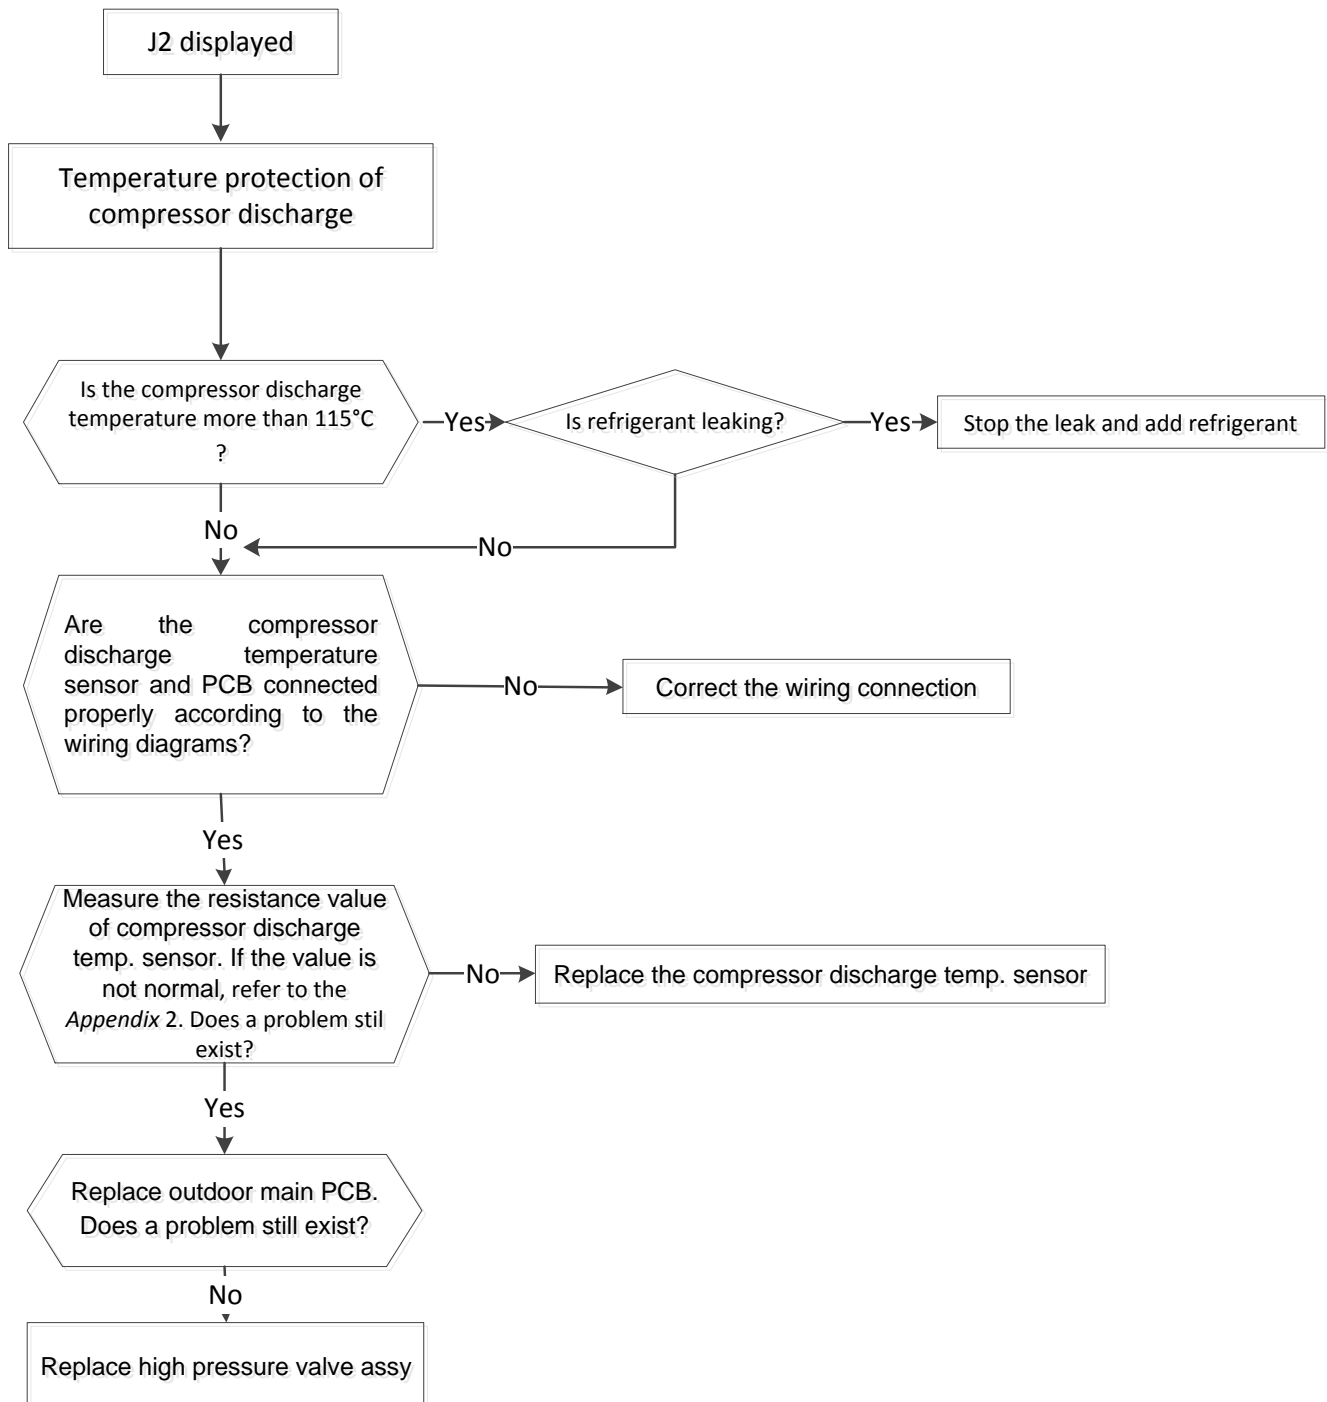 J2 displayed
Temperature protection of
compressor discharge
Is the compressor discharge
temperature more than 115°C
?
Yes
Is refrigerant leaking?
Yes
Stop the leak and add refrigerant
No
No
Are the compressor
discharge temperature
sensor and PCB connected
properly according to the
wiring diagrams?
No
Correct the wiring connection
Yes
Measure the resistance value
of compressor discharge
temp. sensor. If the value is
not normal, refer to the
Appendix 2. Does a problem stil
exist?
No
Replace the compressor discharge temp. sensor
Yes
Replace outdoor main PCB.
Does a problem still exist?
No
Replace high pressure valve assy